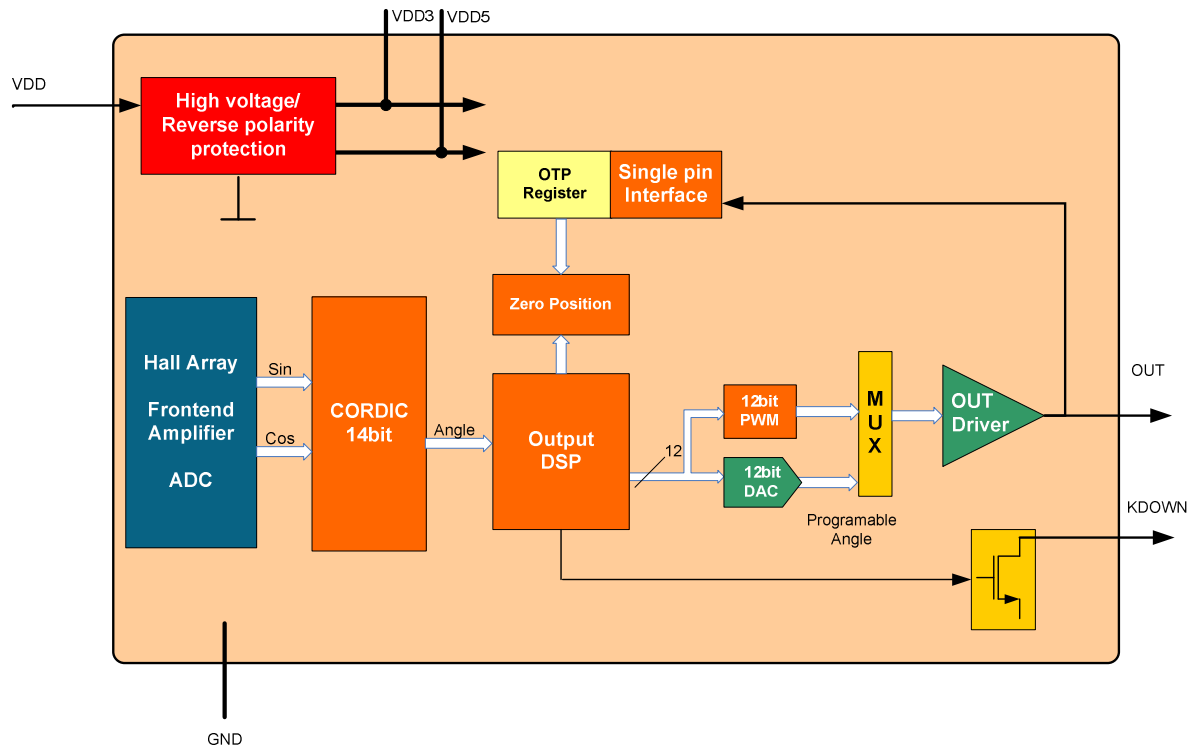 VDD3
VDD5
VDD
High voltage/
Reverse polarity
protection
OTP
Register
Single pin
Interface
Zero Position
Hall Array
Frontend
Amplifier
ADC
Sin
Cos
CORDIC
14bit
Angle
Output
DSP
12
12bit
PWM
12bit
DAC
Programable
Angle
M
U
X
OUT
Driver
OUT
KDOWN
GND